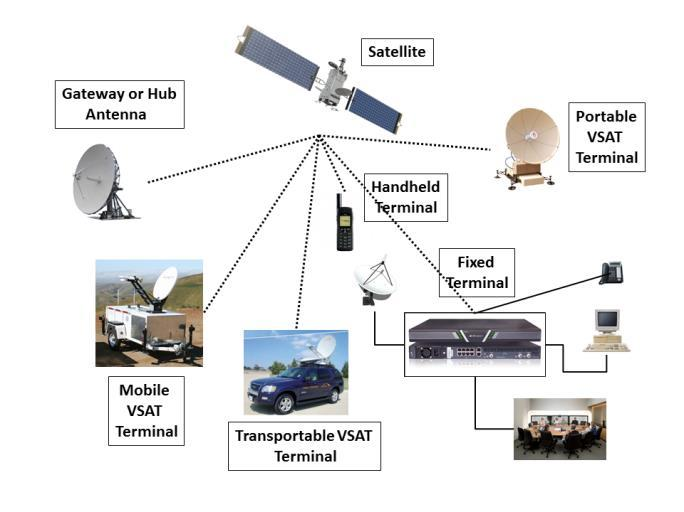 Satellite
Gateway or Hub
Antenna
Portable
VSAT
Terminal
Handheld
Terminal
Fixed
Terminal
Mobile
VSAT
Terminal
Transportable VSAT
Terminal